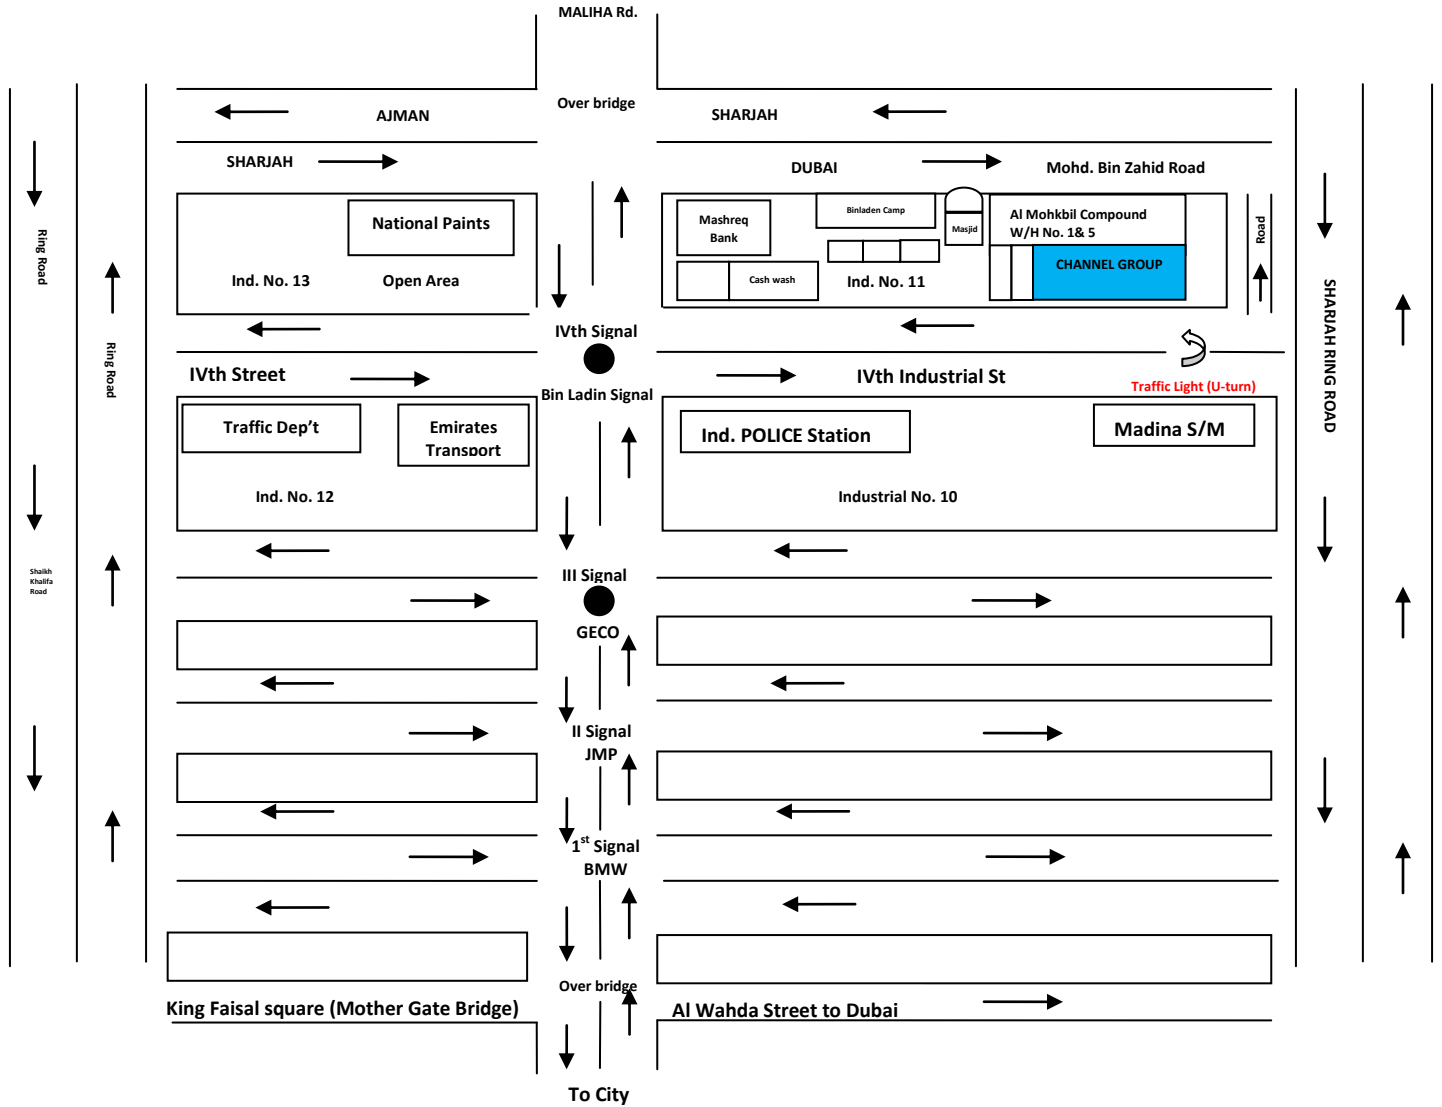 MALIHA Rd.
Over bridge
AJMAN
SHARJAH
SHARJAH
DUBAI
Mohd. Bin Zahid Road
National Paints
Mashreq
Bank
Binladen Camp
Masjid
Al Mohkbil Compound
W/H No. 1& 5
Road
Ring Road
CHANNEL GROUP
Ind. No. 13
Open Area
Cash wash
Ind. No. 11
SHARJAH RING ROAD
Ring Road
IVth Signal
IVth Street
IVth Industrial St
Bin Ladin Signal
Traffic Light (U-turn)
Traffic Dep't
Emirates
Transport
Ind. POLICE Station
Madina S/M
Ind. No. 12
Industrial No. 10
Shaikh
Khalifa
Road
III Signal
GECO
II Signal
JMP
1st Signal
BMW
Over bridge
King Faisal square (Mother Gate Bridge)
Al Wahda Street to Dubai
To City